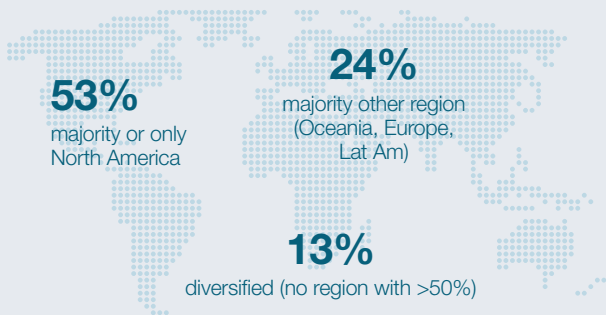 53%
majority or only
North America
24%
majority other region
(Oceania, Europe,
Lat Am)
13%
diversified (no region with >50%)